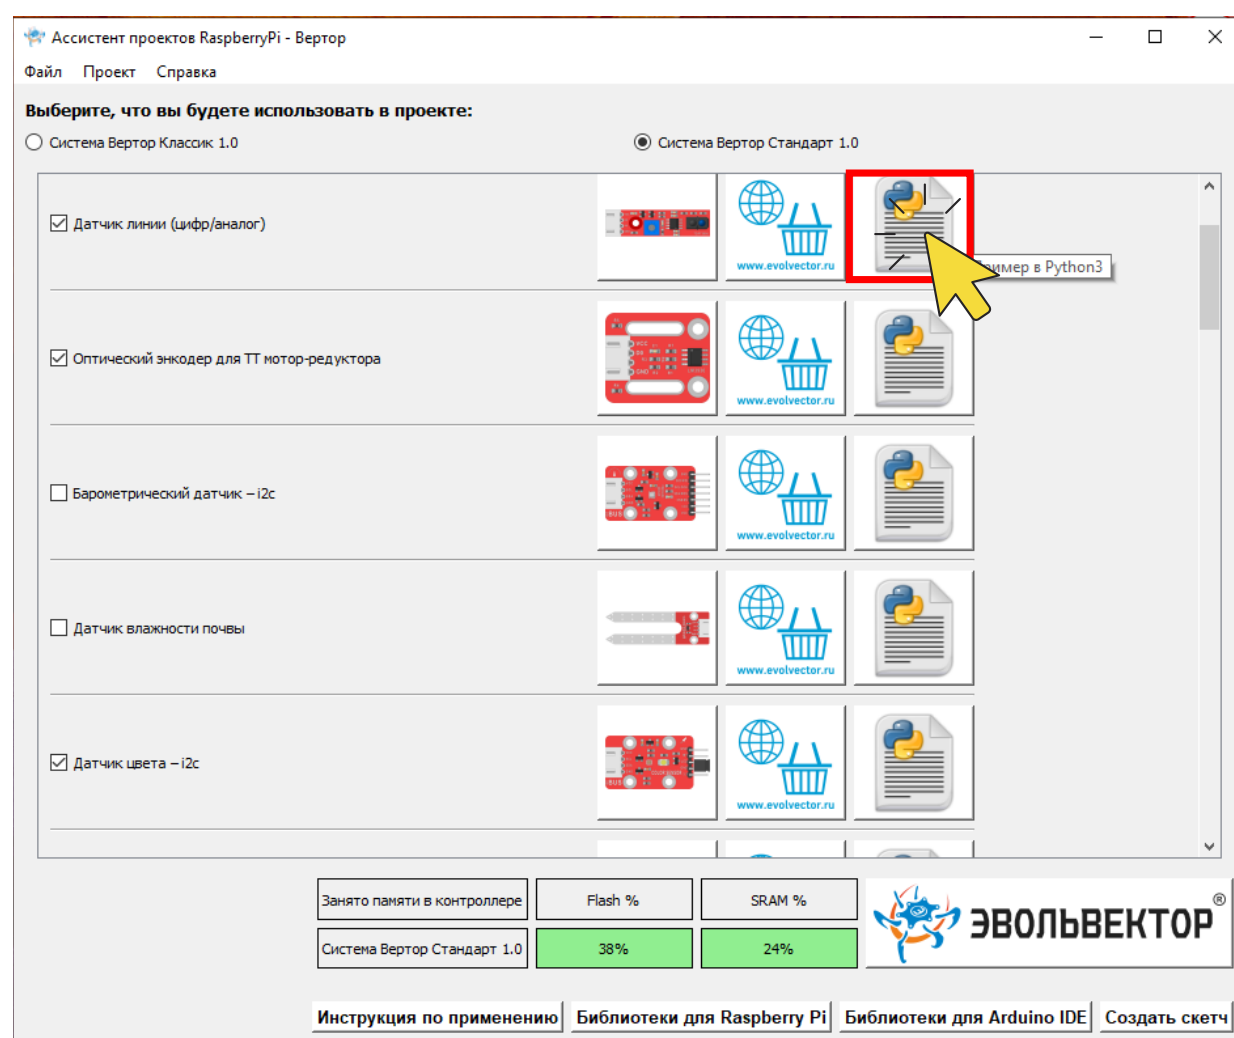 Ассистент проектов RaspberryPi - Вертор
Файл Проект Справка
Выберите, что вы будете использовать в проекте:
Система Вертор Классик 1.0
Система Вертор Стандарт 1.0
Датчик линии (цифр/аналог)
www.evolvector.ru
в Python3
Оптический энкодер для ТТ мотор-редуктора
VCC
GND
www.evolvector.ru
Барометрический датчик – i2c
BUS
www.evolvector.ru
Датчик влажности почвы
www.evolvector.ru
Датчик цвета – i2c
BUS
www.evolvector.ru
Занято памяти в контроллере Flash % SRAM %
Система Вертор Стандарт 1.0 38% 24%
ЭВОЛЬВЕКТОР®
Инструкция по применению Библиотеки для Raspberry Pi Библиотеки для Arduino IDE Создать скетч